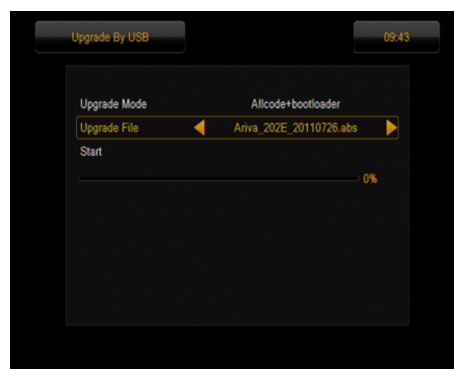 Upgrade By USB 09:43
Upgrade Mode Allcode+bootloader
Upgrade File Ariva_202E_20110726.abs
Start
0%